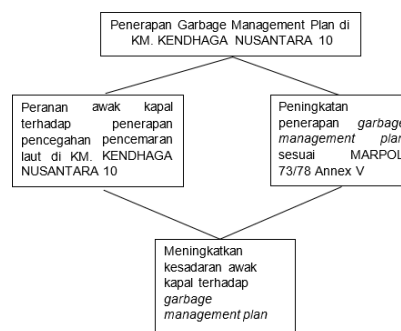 Penerapan Garbage Management Plan di
KM. KENDHAGA NUSANTARA 10
Peranan awak kapal
terhadap penerapan
pencegahan pencemaran
laut di KM. KENDHAGA
NUSANTARA 10
Peningkatan
penerapan garbage
management plan
sesuai MARPOL
73/78 Annex V
Meningkatkan
kesadaran awak
kapal terhadap
garbage
management plan